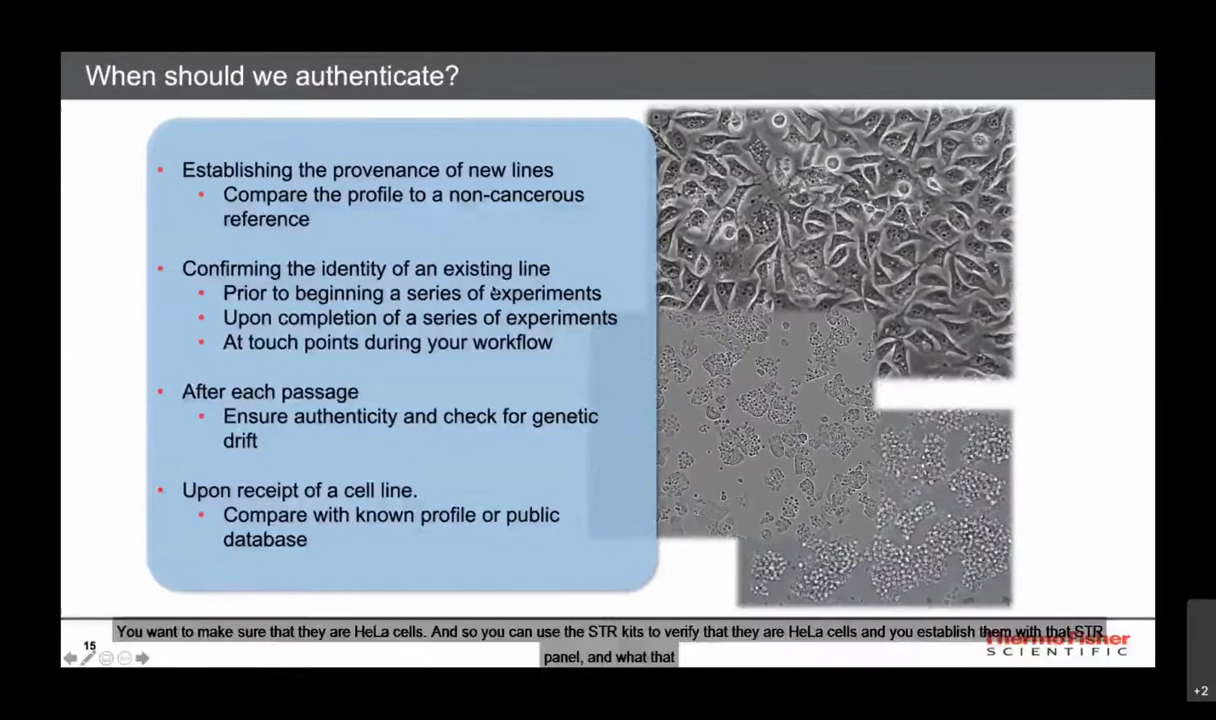 When should we authenticate?
• Establishing the provenance of new lines
• Compare the profile to a non-cancerous
reference
• Confirming the identity of an existing line
• Prior to beginning a series of experiments
• Upon completion of a series of experiments
• At touch points during your workflow
• After each passage
• Ensure authenticity and check for genetic
drift
• Upon receipt of a cell line.
• Compare with known profile or public
database
You want to make sure that they are HeLa cells. And so you can use the STR kits to verify that they are HeLa cells and you establish them with that STR
panel, and what that
15
ThermoFisher
SCIENTIFIC
+2